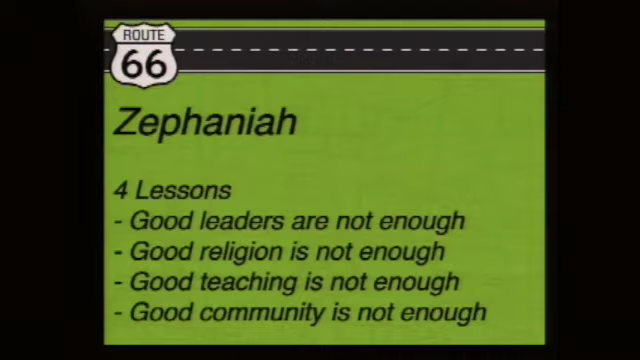 ROUTE
66
Zephaniah
4 Lessons
- Good leaders are not enough
- Good religion is not enough
- Good teaching is not enough
- Good community is not enough